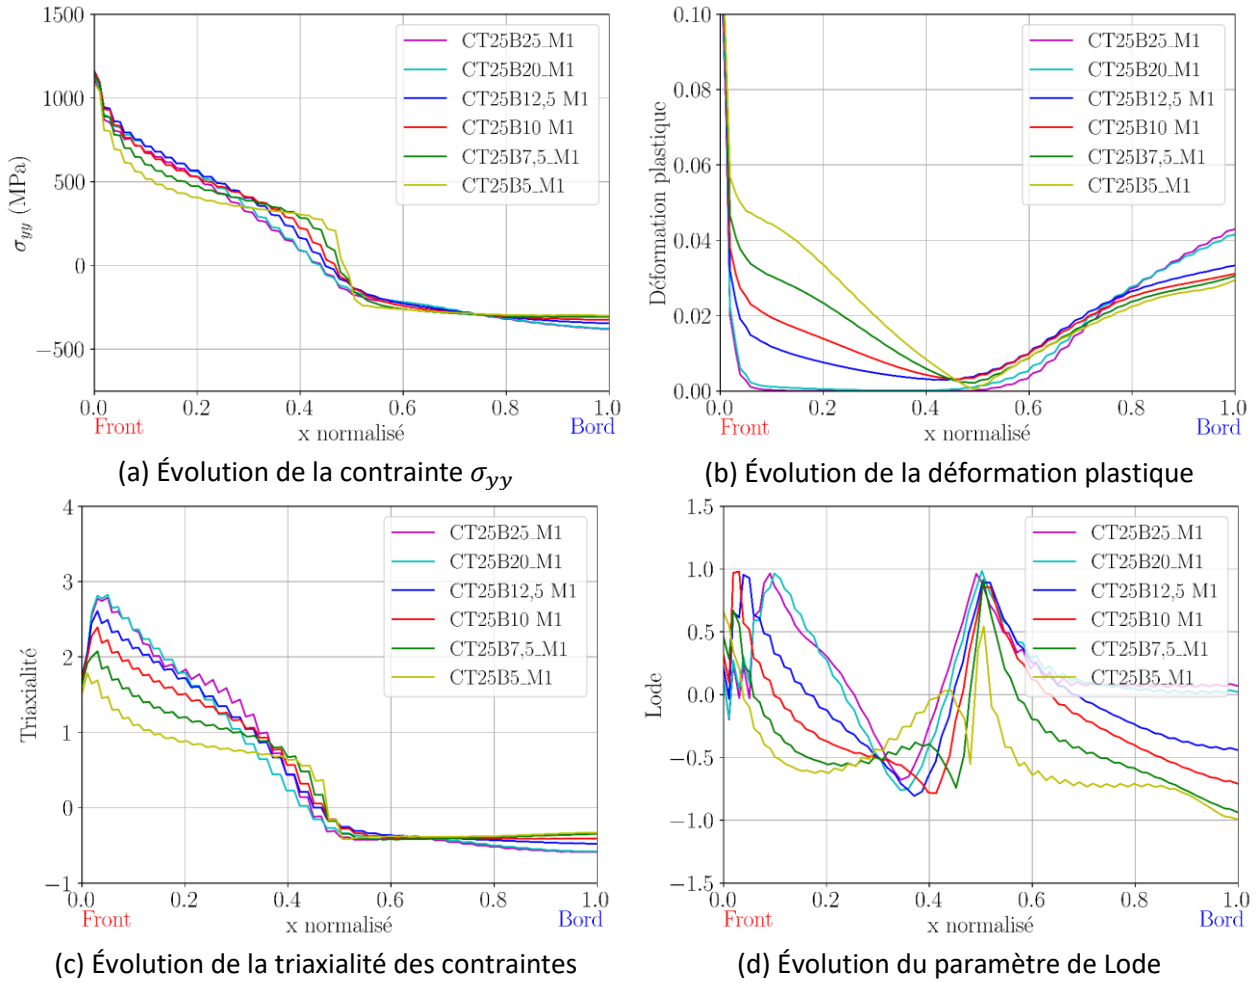 1500
1000
500
0
−500
σyy (MPa)
CT25B25_M1
CT25B20_M1
CT25B12,5 M1
CT25B10 M1
CT25B7,5_M1
CT25B5_M1
0.0 0.2 0.4 0.6 0.8 1.0
Front x normalisé Bord
(a) Évolution de la contrainte σyy
0.10
0.08
0.06
0.04
0.02
0.00
Déformation plastique
CT25B25_M1
CT25B20_M1
CT25B12,5 M1
CT25B10 M1
CT25B7,5_M1
CT25B5_M1
0.0 0.2 0.4 0.6 0.8 1.0
Front x normalisé Bord
(b) Évolution de la déformation plastique
4
3
2
1
0
−1
Triaxialité
CT25B25_M1
CT25B20_M1
CT25B12,5 M1
CT25B10 M1
CT25B7,5_M1
CT25B5_M1
0.0 0.2 0.4 0.6 0.8 1.0
Front x normalisé Bord
(c) Évolution de la triaxialité des contraintes
1.5
1.0
0.5
0.0
−0.5
−1.0
−1.5
Lode
CT25B25_M1
CT25B20_M1
CT25B12,5 M1
CT25B10 M1
CT25B7,5_M1
CT25B5_M1
0.0 0.2 0.4 0.6 0.8 1.0
Front x normalisé Bord
(d) Évolution du paramètre de Lode